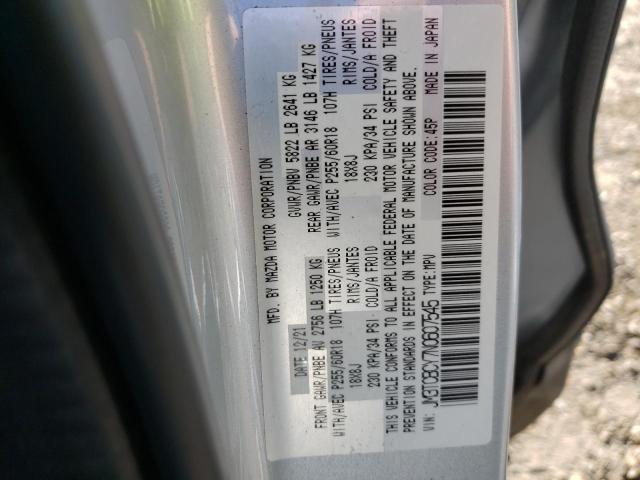 MFD. BY MAZDA MOTOR CORPORATION
DATE 12/21 GVWR/PNBV 5822 LB 2641 KG
FRONT GAWR/PNBE AV 2756 LB 1250 KG REAR GAWR/PNBE AR 3146 LB 1427 KG
WITH/AVEC P255/60R18 107H TIRES/PNEUS WITH/AVEC P255/60R18 107H TIRES/PNEUS
18X8J RIMS/JANTES 18X8J RIMS/JANTES
230 KPA/34 PSI COLD/A FROID 230 KPA/34 PSI COLD/A FROID
THIS VEHICLE CONFORMS TO ALL APPLICABLE FEDERAL MOTOR VEHICLE SAFETY AND THEFT
PREVENTION STANDARDS IN EFFECT ON THE DATE OF MANUFACTURE SHOWN ABOVE.
VIN: JM3TCBCY7N0607545 TYPE:MPV COLOR CODE:45P MADE IN JAPAN